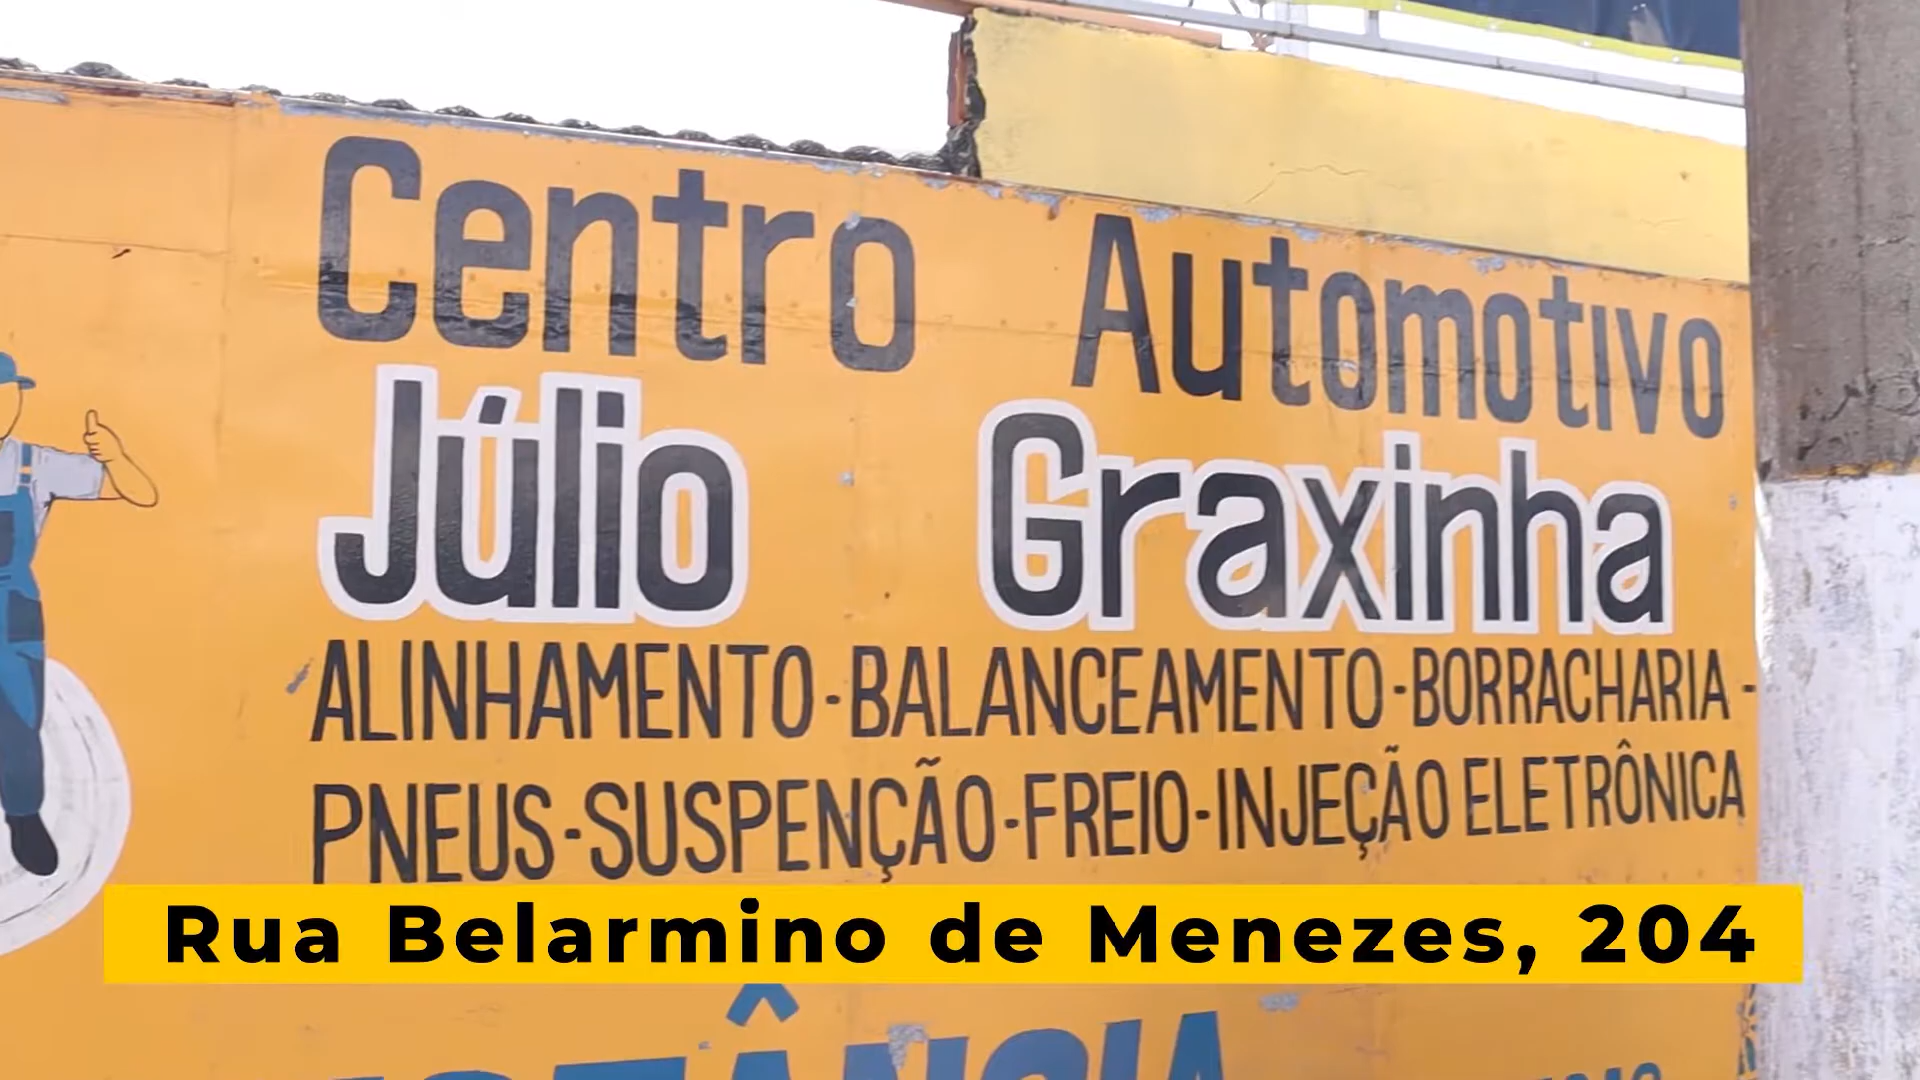 Centro Automotivo
Júlio Graxinha
ALINHAMENTO-BALANCEAMENTO-BORRACHARIA-
PNEUS-SUSPENÇÃO-FREIO-INJEÇÃO ELETRÔNICA
Rua Belarmino de Menezes, 204